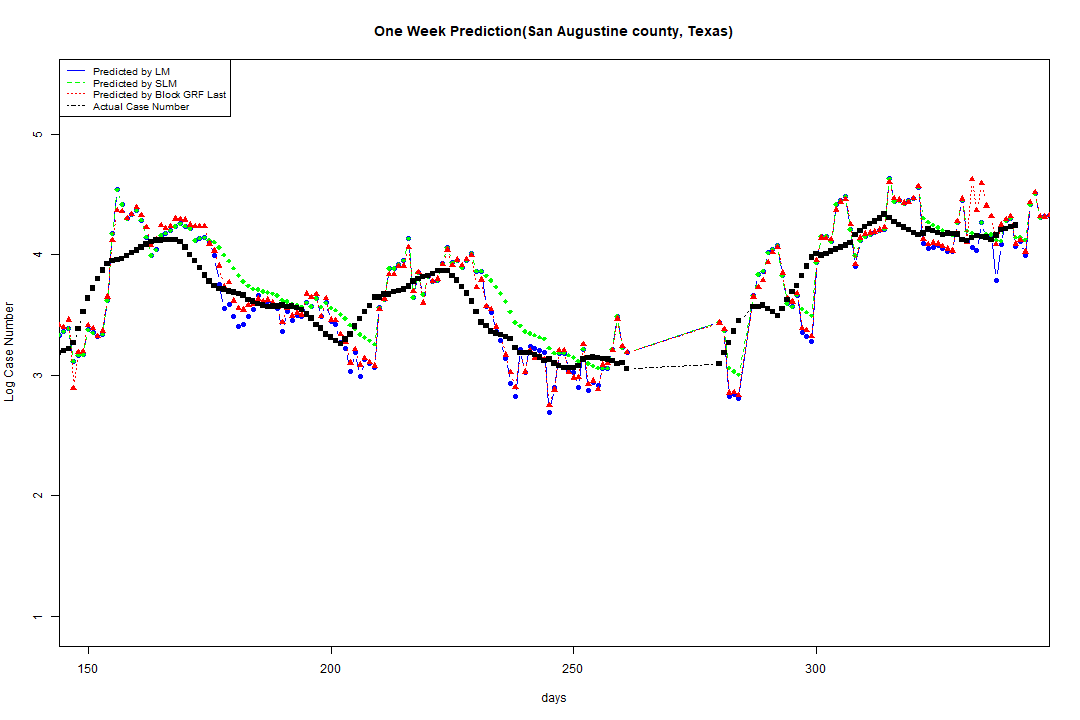 One Week Prediction(San Augustine county, Texas)
Predicted by LM
Predicted by SLM
Predicted by Block GRF Last
Actual Case Number
5
4
3
2
1
Log Case Number
150 200 250 300
days